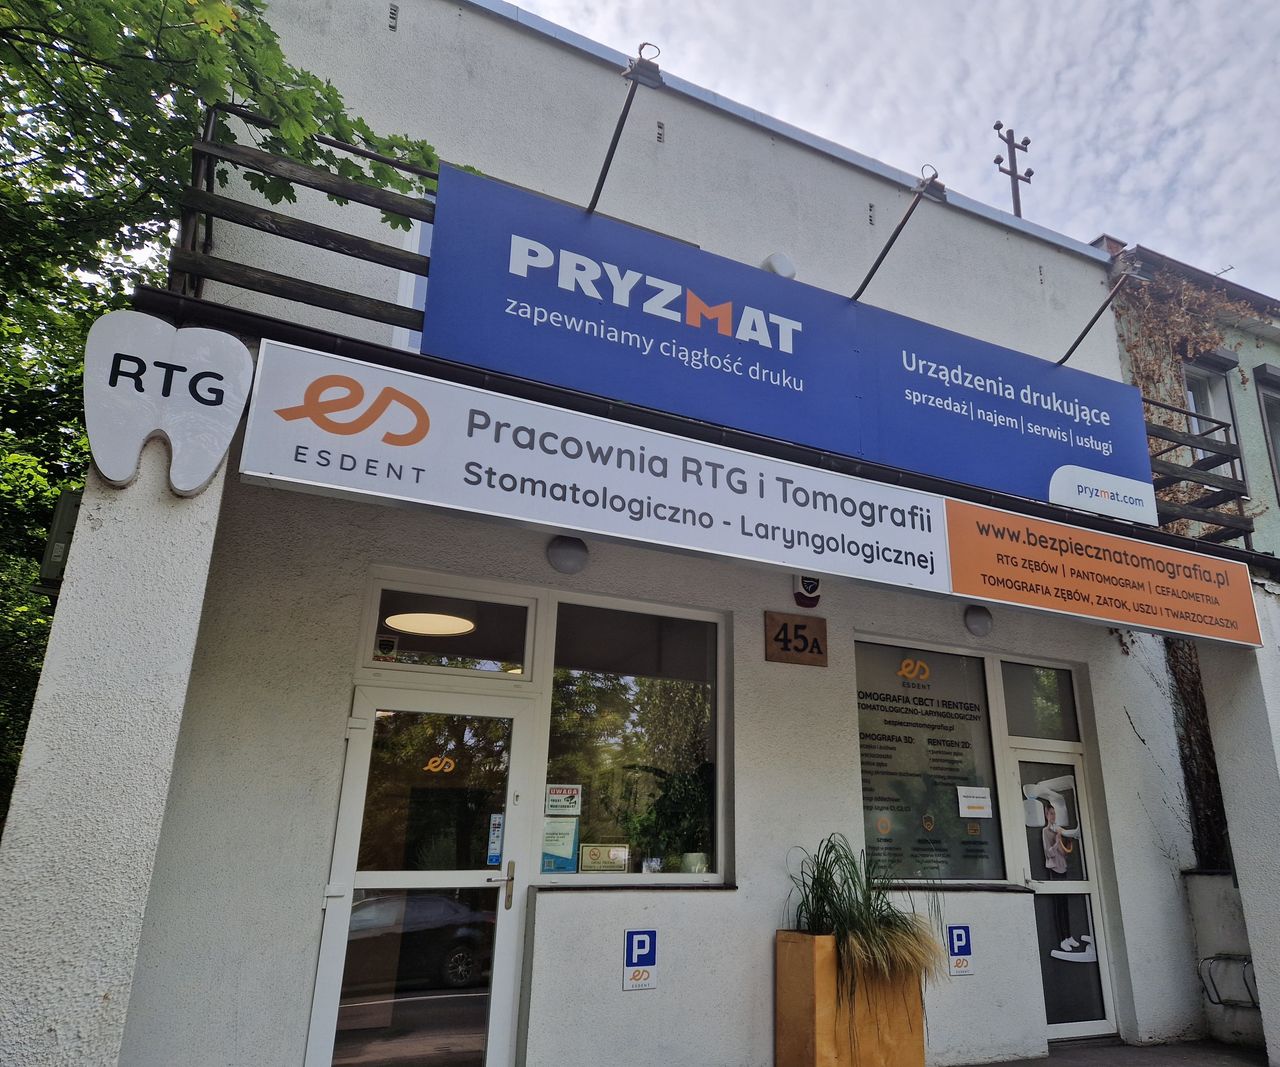 PRYZMAT
zapewniamy ciągłość druku
Urządzenia drukujące
sprzedaż | najem | serwis | usługi
pryzmat.com
RTG
ESDENT
Pracownia RTG i Tomografii
Stomatologiczno - Laryngologicznej
www.bezpiecznatomografia.pl
RTG ZĘBÓW | PANTOMOGRAM | CEFALOMETRIA
TOMOGRAFIA ZĘBÓW, ZATOK, USZU I TWARZOCZASZKI
45A
ESDENT
TOMOGRAFIA CBCT I RENTGEN
STOMATOLOGICZNO-LARYNGOLOGICZNY
bezpiecznatomografia.pl
TOMOGRAFIA 3D:
RENTGEN 2D:
UWAGA
P
ESDENT
P
ESDENT